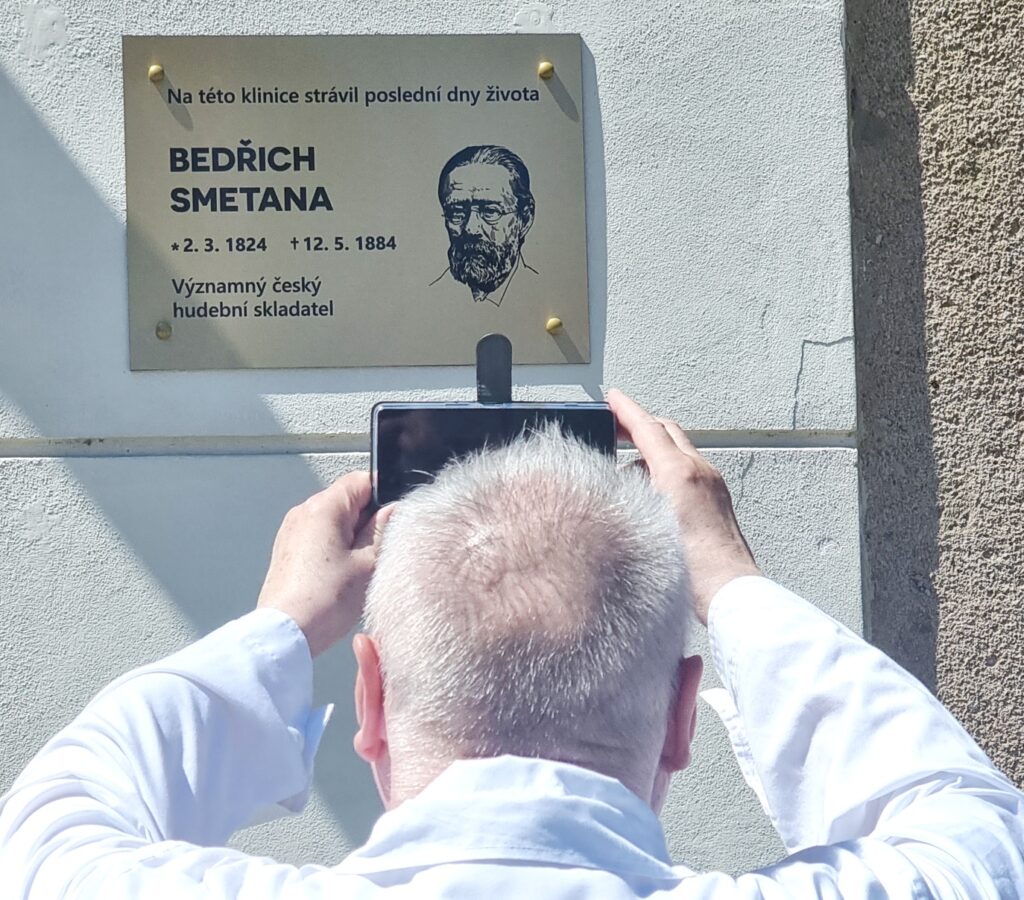 Na této klinice strávil poslední dny života
BEDŘICH
SMETANA
* 2. 3. 1824 † 12. 5. 1884
Významný český
hudební skladatel